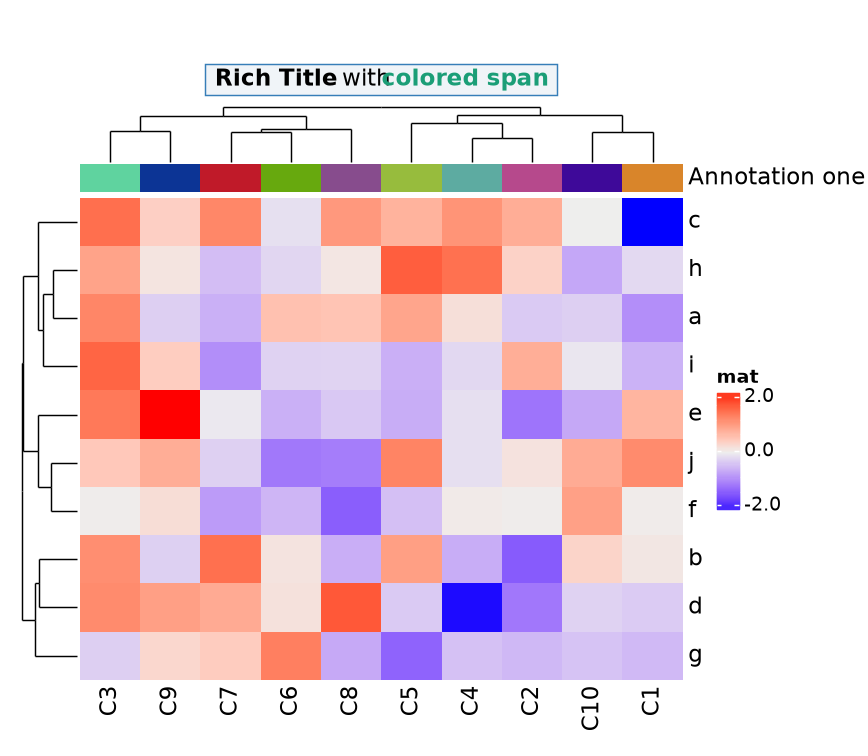 Rich Title with colored span
Annotation one
c
h
a
i
e
j
f
b
d
g
mat
2.0
0.0
-2.0
C3 C9 C7 C6 C8 C5 C4 C2 C10 C1